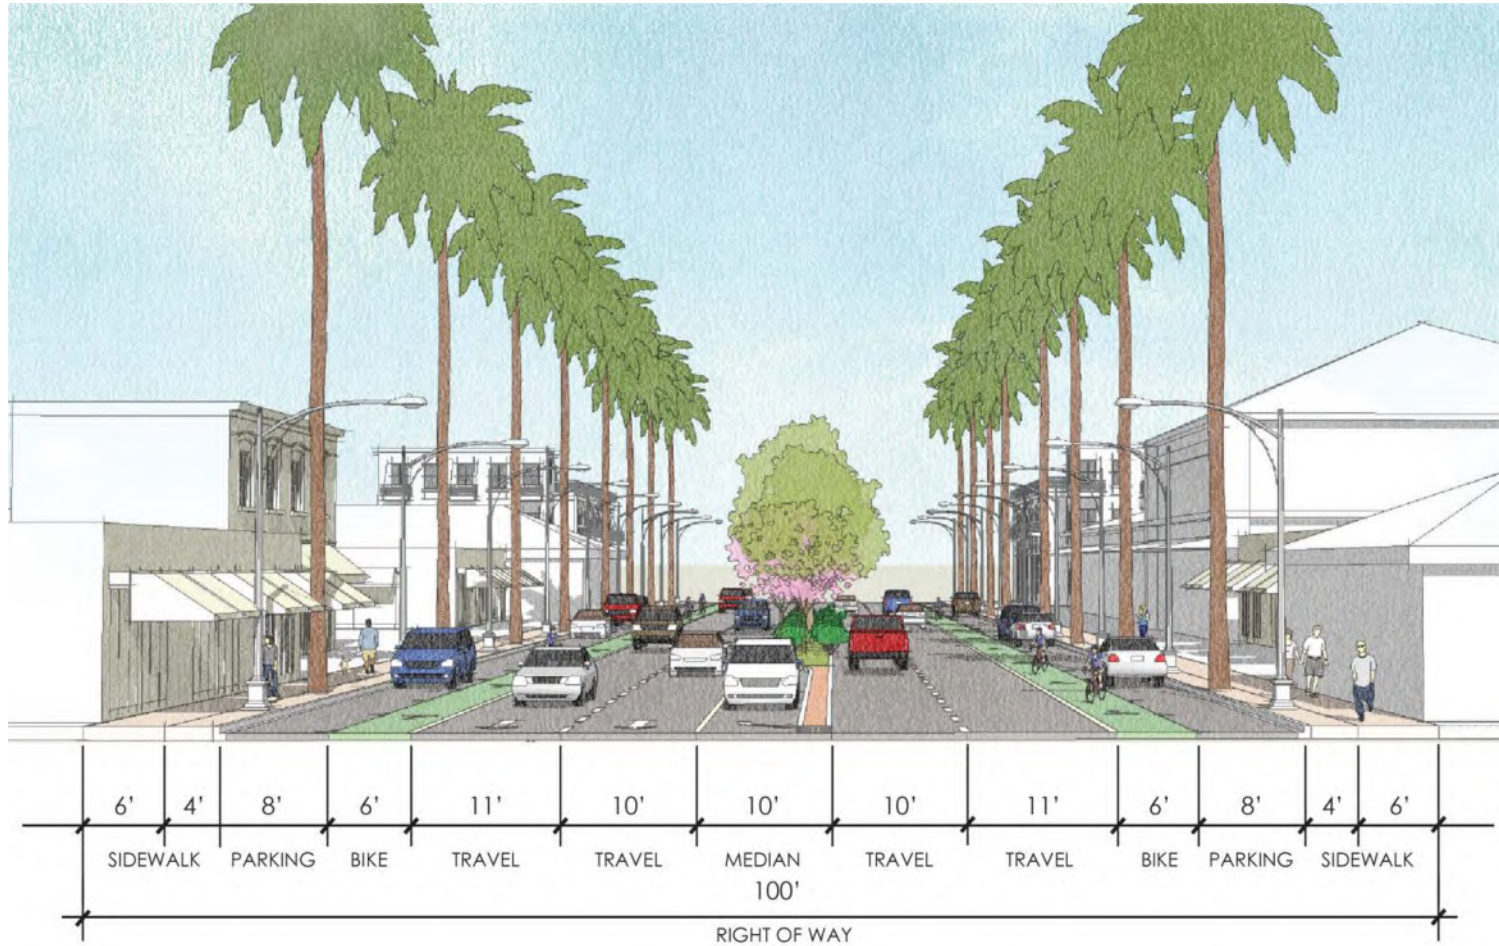 6' 4' 8' 6' 11' 10' 10' 10' 11' 6' 8' 4' 6'
SIDEWALK PARKING BIKE TRAVEL TRAVEL MEDIAN TRAVEL TRAVEL BIKE PARKING SIDEWALK
100'
RIGHT OF WAY